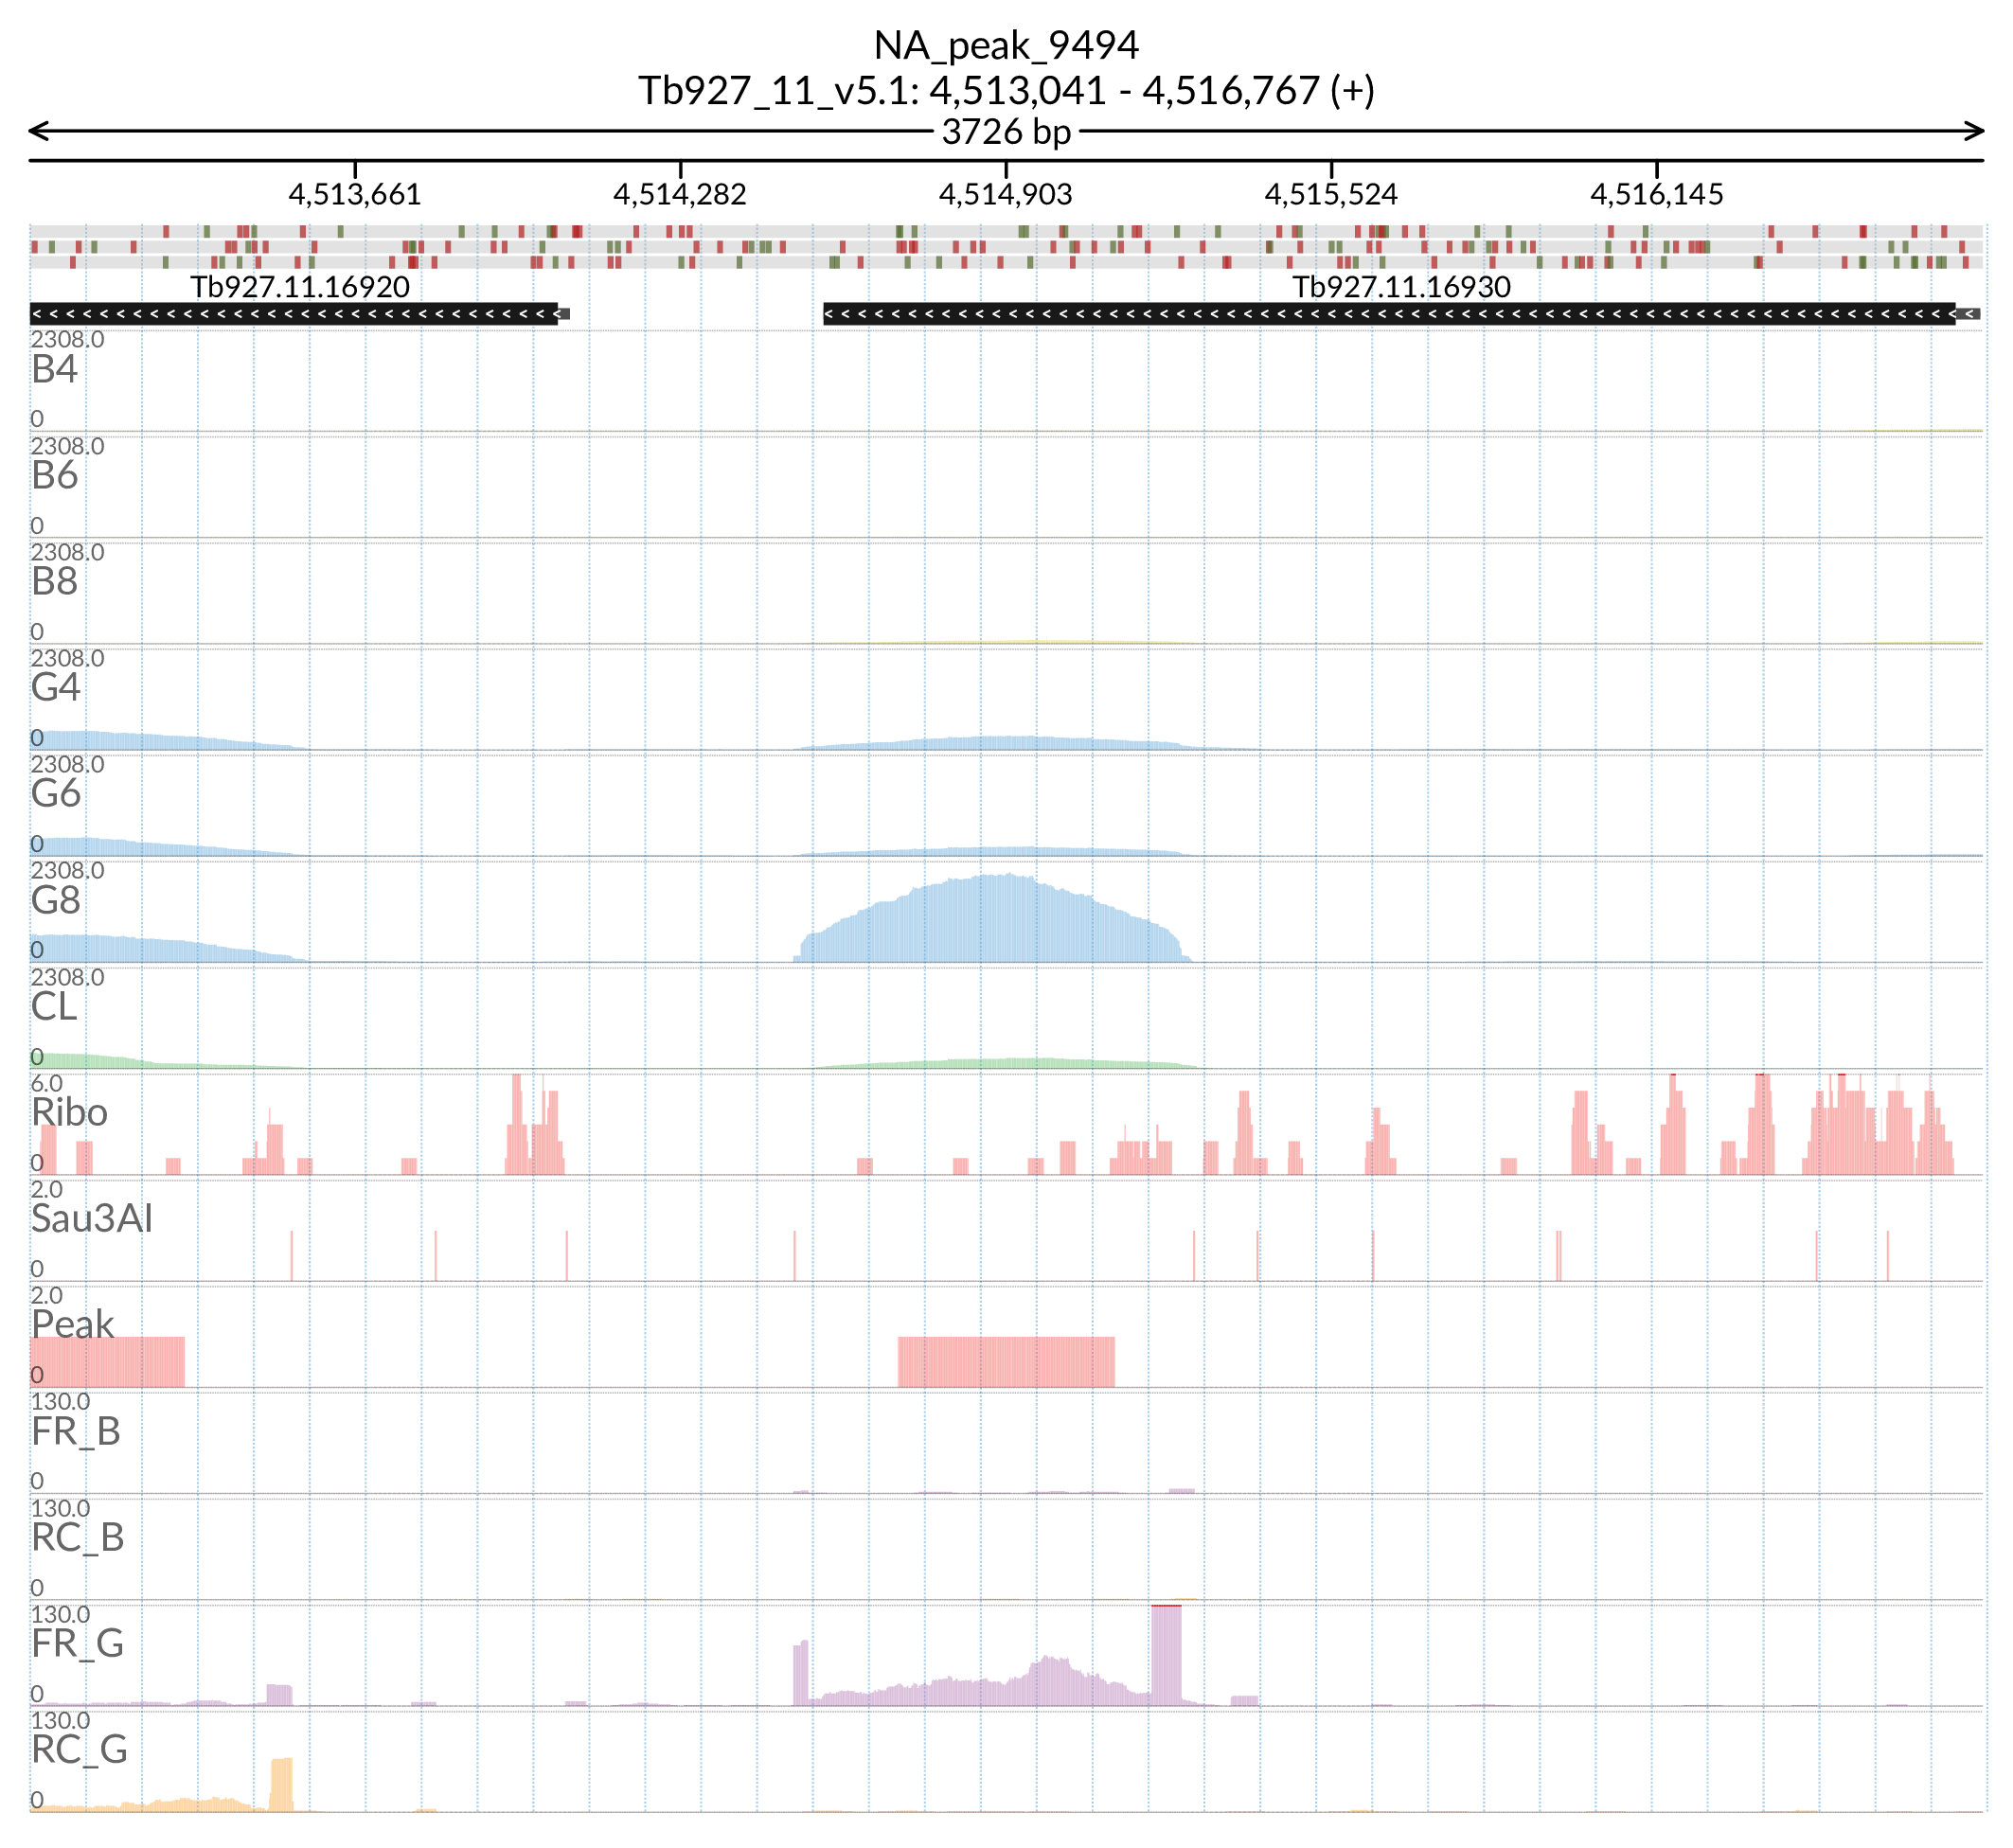 NA_peak_9494
Tb927_11_v5.1: 4,513,041 - 4,516,767 (+)
3726 bp
4,513,661 4,514,282 4,514,903 4,515,524 4,516,145
Tb927.11.16920 Tb927.11.16930
2308.0
B4
0
2308.0
B6
0
2308.0
B8
0
2308.0
G4
0
2308.0
G6
0
2308.0
G8
0
2308.0
CL
0
6.0
Ribo
0
2.0
Sau3AI
0
2.0
Peak
0
130.0
FR_B
0
130.0
RC_B
0
130.0
FR_G
0
130.0
RC_G
0